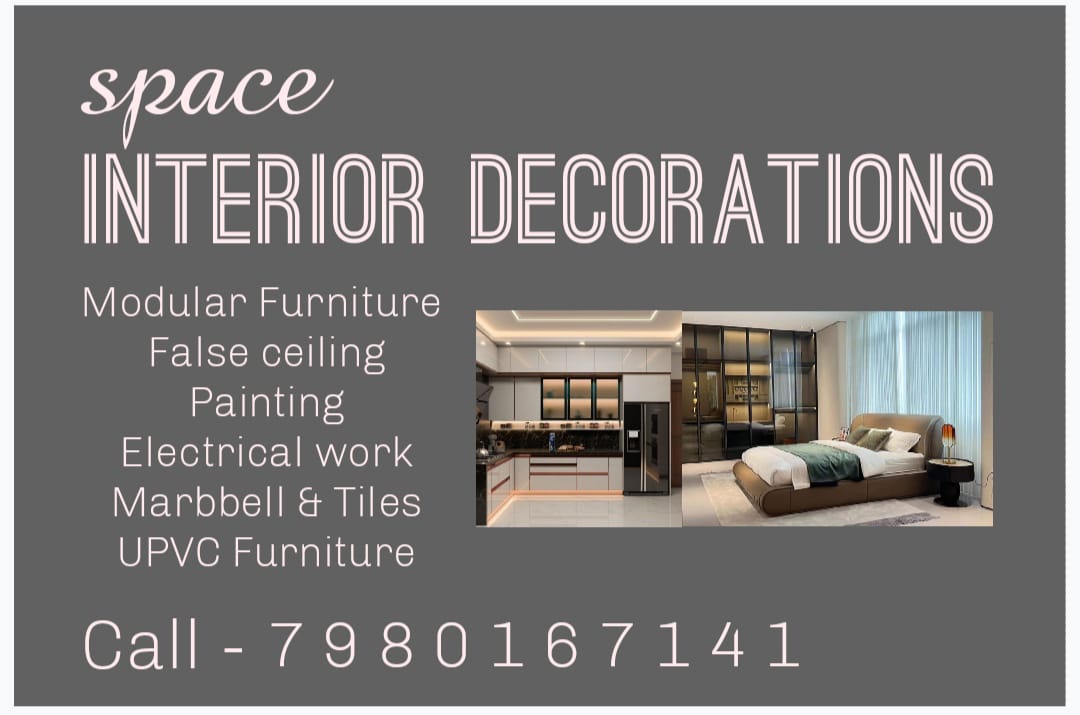 space
INTERIOR DECORATIONS
Modular Furniture
False ceiling
Painting
Electrical work
Marbbell & Tiles
UPVC Furniture
Call - 7980167141